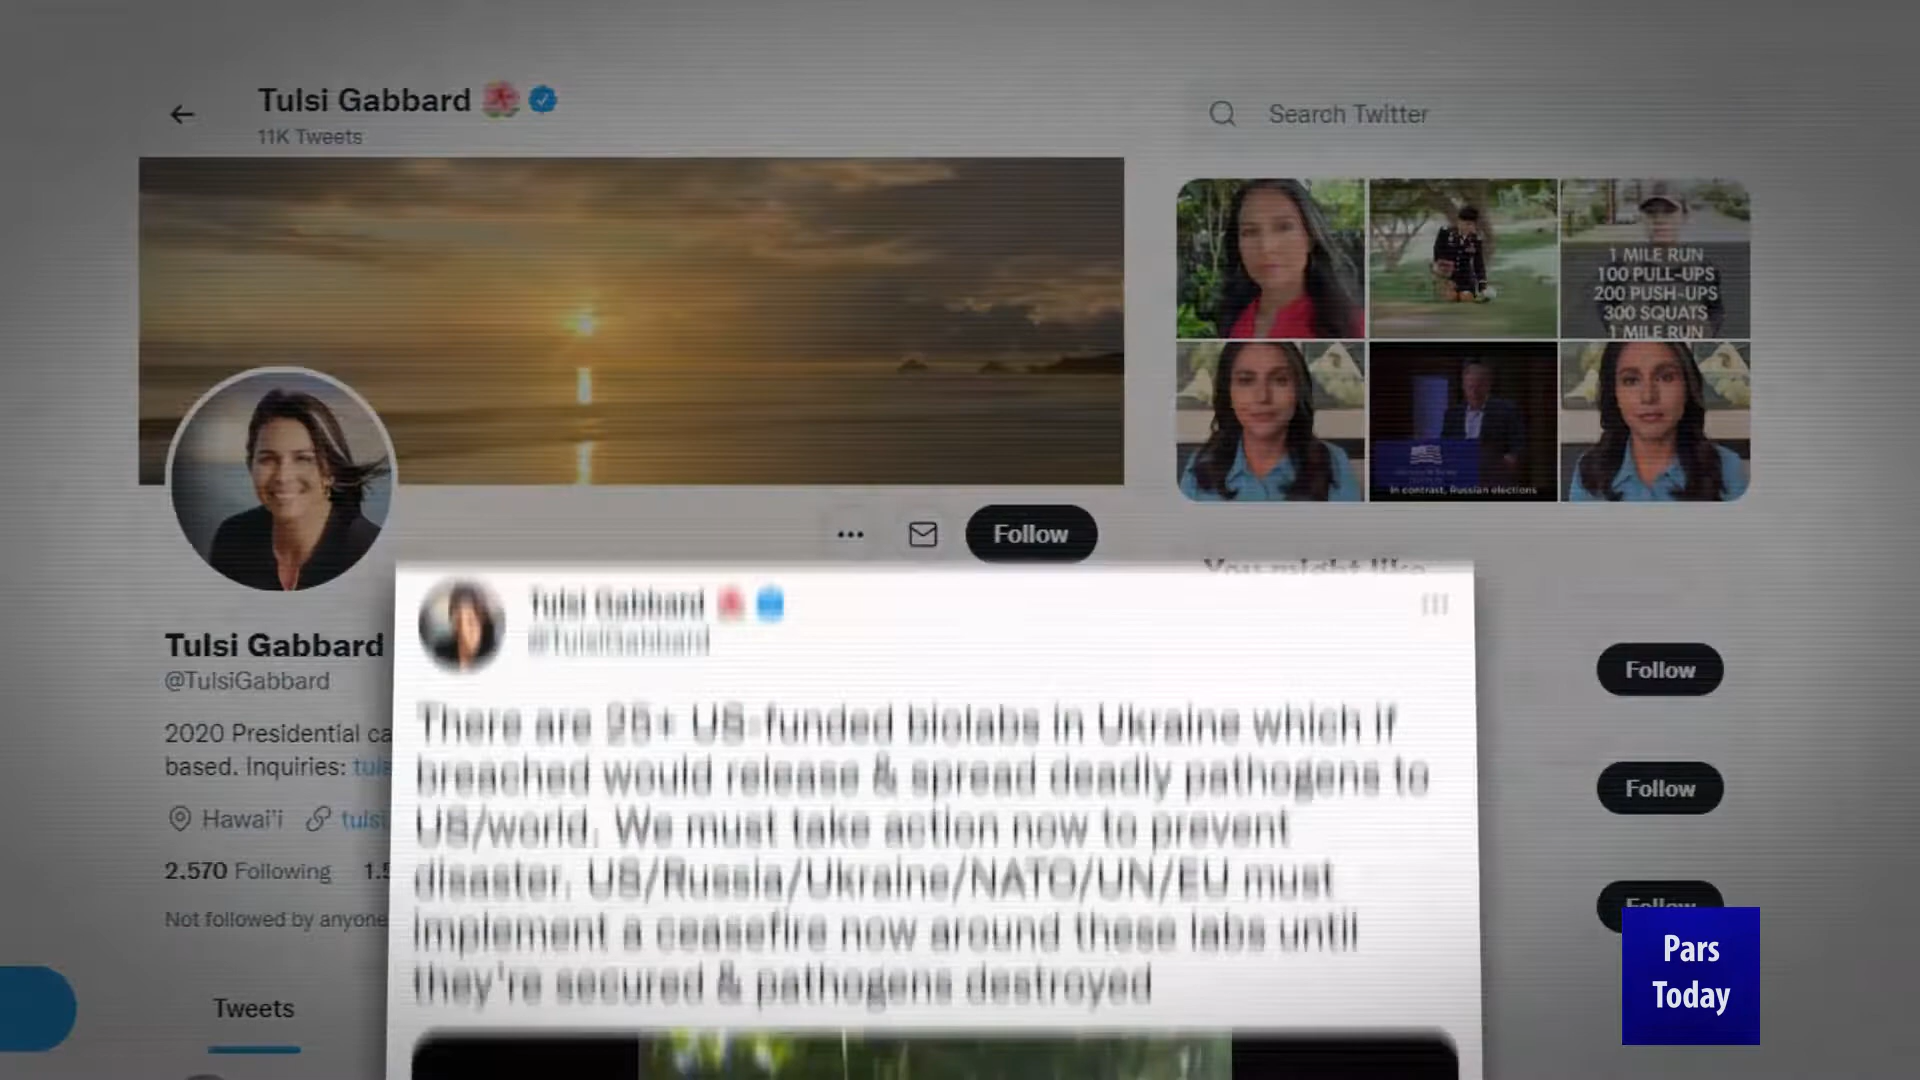 Tulsi Gabbard
11K Tweets
Search Twitter
1 MILE RUN
100 PULL-UPS
200 PUSH-UPS
300 SQUATS
1 MILE RUN
In contrast, Russian elections
Follow
You might like
Tulsi Gabbard
@TulsiGabbard
2020 Presidential ca
based. Inquiries: tuls
Hawai'i tulsi
2,570 Following 1.5
Not followed by anyone
Tweets
Tulsi Gabbard
@TulsiGabbard
There are 25+ US-funded biolabs in Ukraine which if
breached would release & spread deadly pathogens to
US/world. We must take action now to prevent
disaster. US/Russia/Ukraine/NATO/UN/EU must
implement a ceasefire now around these labs until
they're secured & pathogens destroyed
Follow
Follow
Follow
Pars
Today